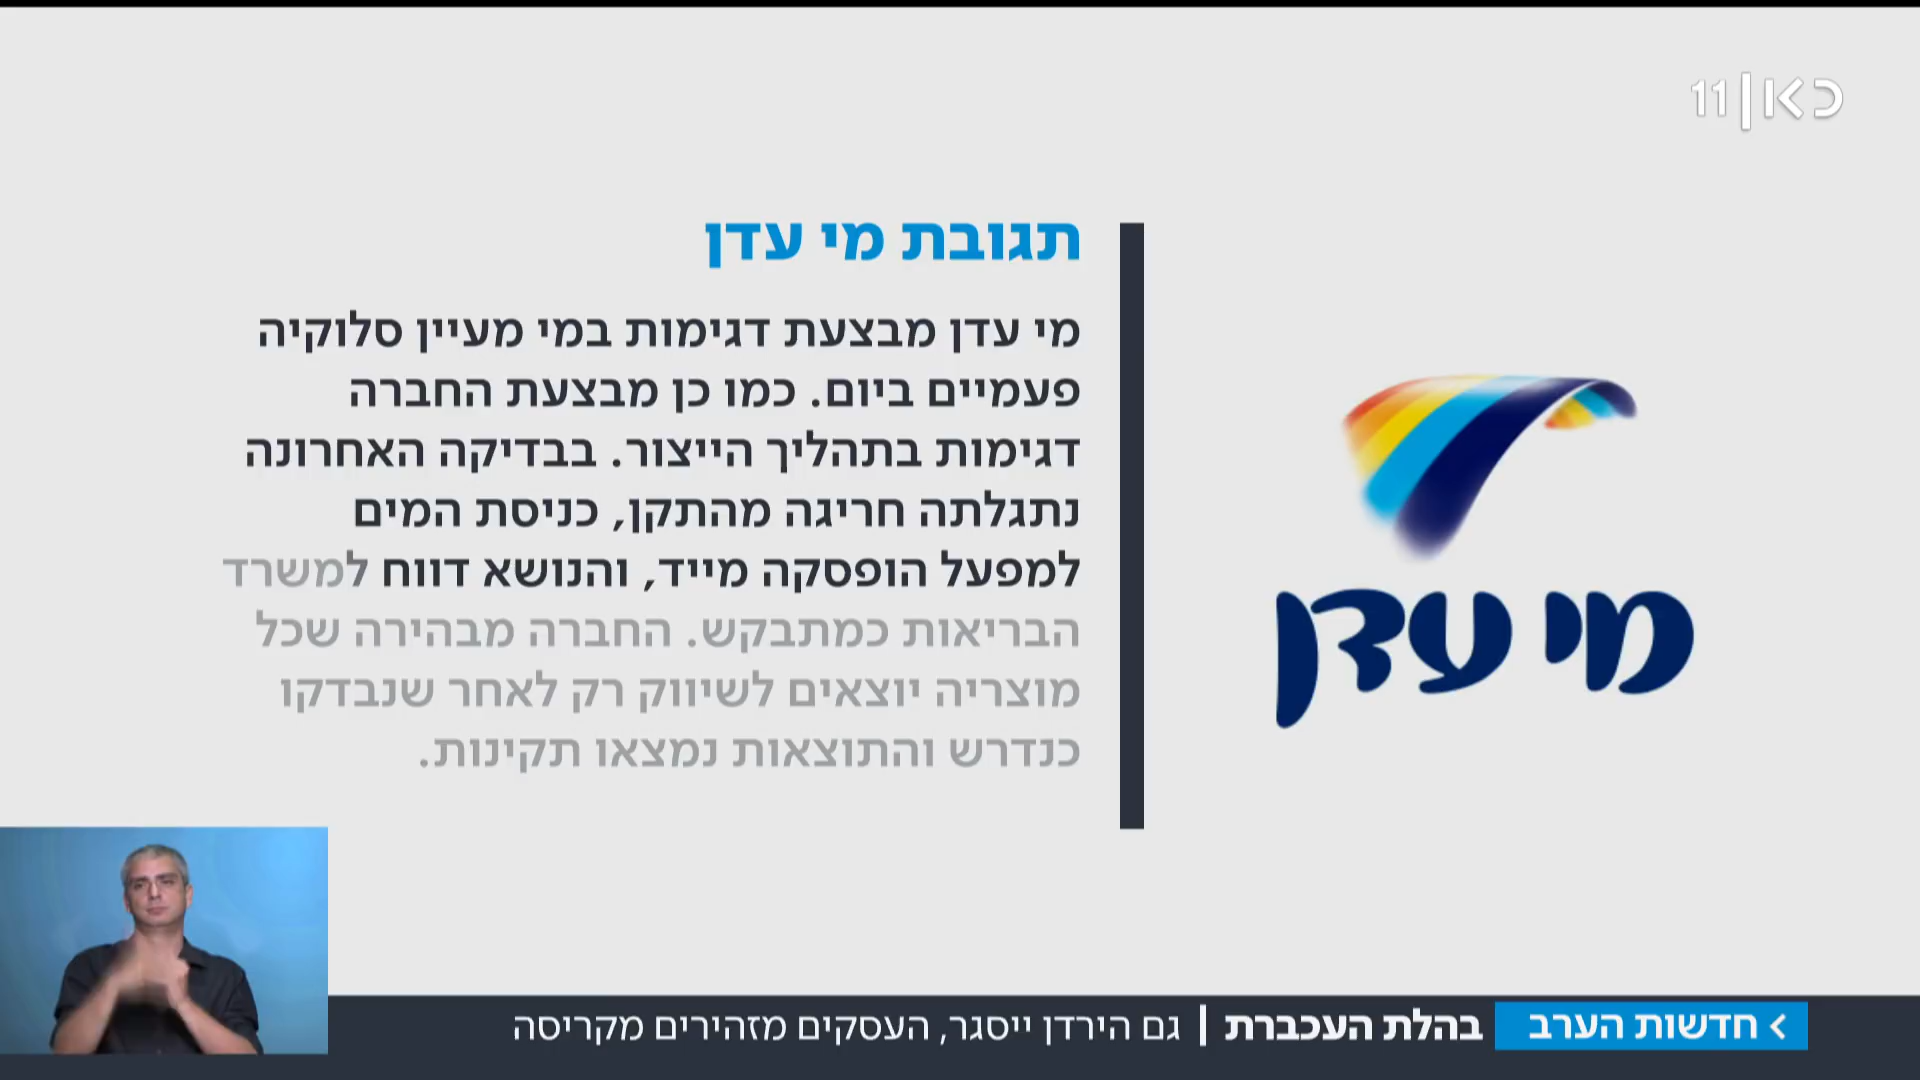 כאן 11
תגובת מי עדן
מי עדן מבצעת דגימות במי מעיין סלוקיה
פעמיים ביום. כמו כן מבצעת החברה
דגימות בתהליך הייצור. בבדיקה האחרונה
נתגלתה חריגה מהתקן, כניסת המים
למפעל הופסקה מייד, והנושא דווח למשרד
הבריאות כמתבקש. החברה מבהירה שכל
מוצריה יוצאים לשיווק רק לאחר שנבדקו
כנדרש והתוצאות נמצאו תקינות.
מי עדן
חדשות הערב
בהלת העכברת | גם הירדן ייסגר, העסקים מזהירים מקריסה